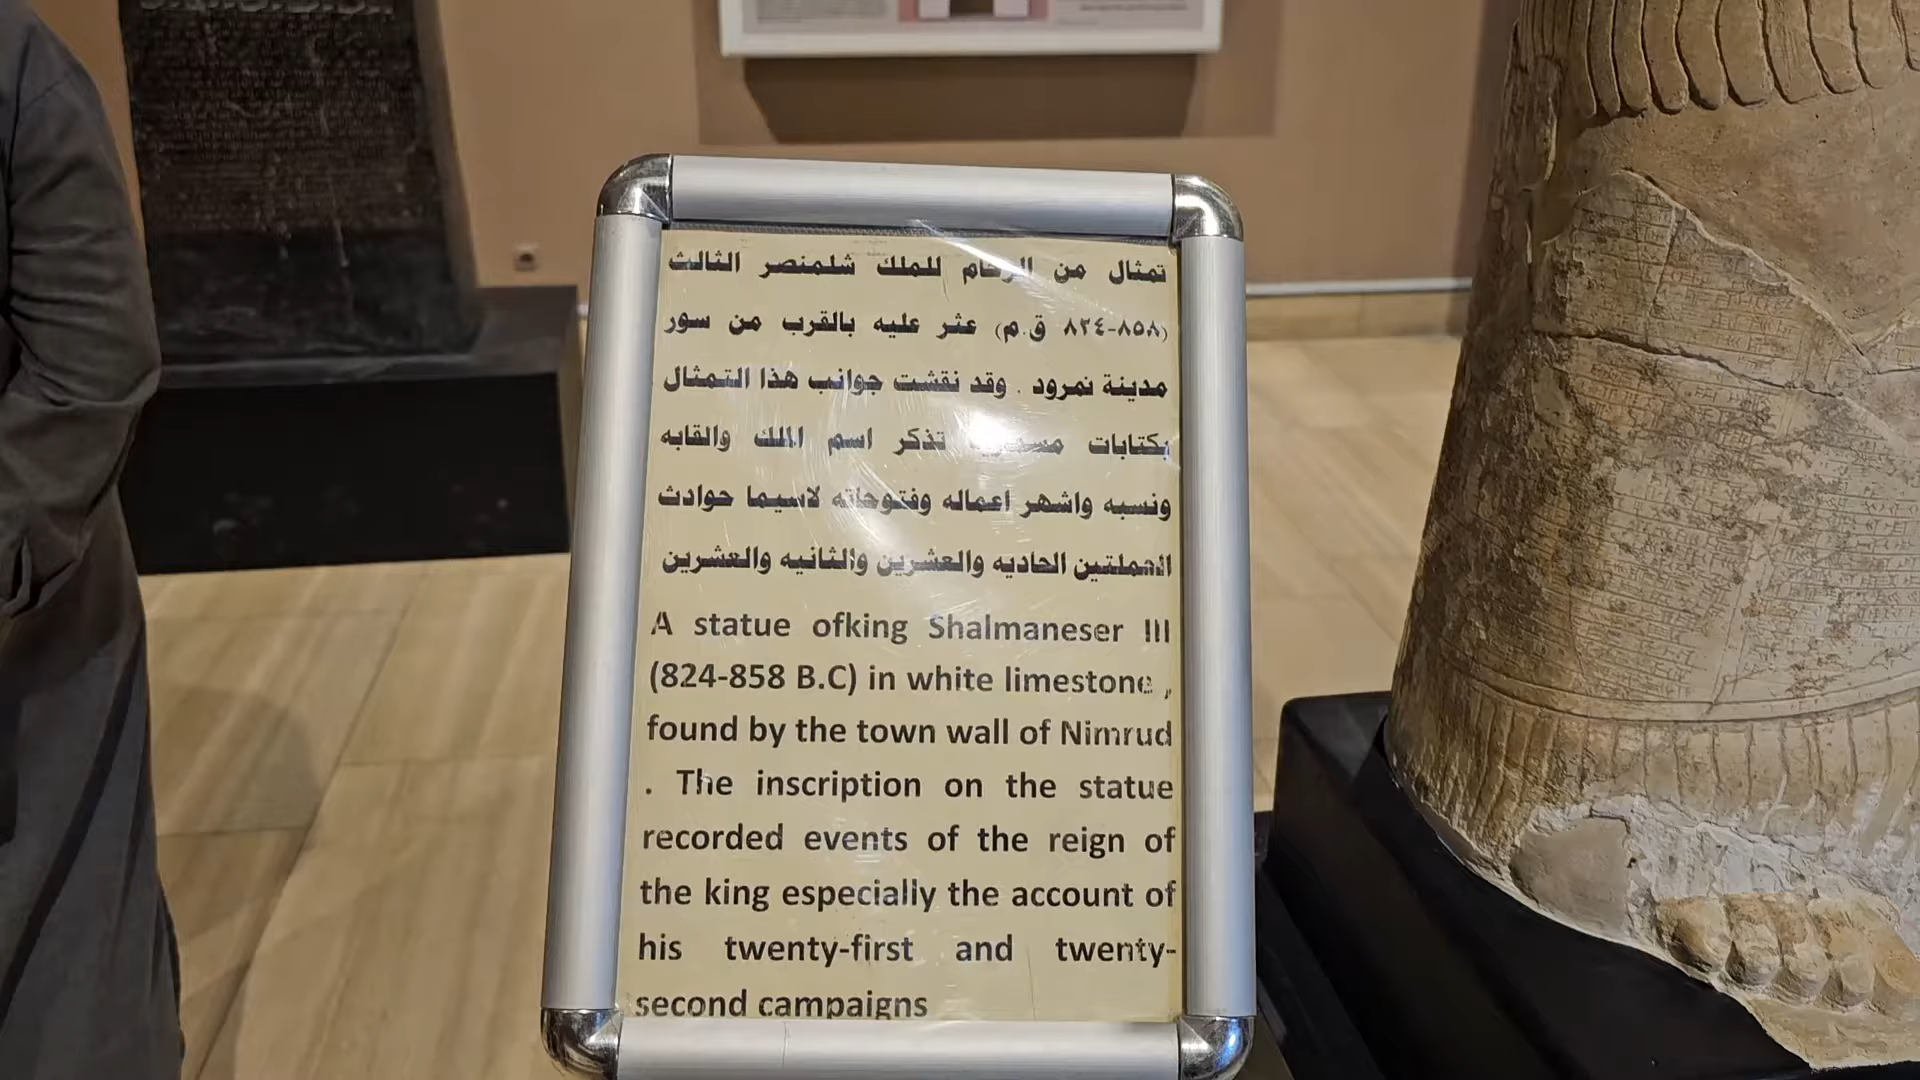 تمثال من الرخام للملك شلمنصر الثالث
(٨٥٨-٨٢٤ ق.م) عثر عليه بالقرب من سور
مدينة نمرود . وقد نقشت جوانب هذا التمثال
بكتابات تذكر اسم الملك والقابه
ونسبه واشهر اعماله وفتوحاته لاسيما حوادث
الحملتين الحاديه والعشرين والثانيه والعشرين
A statue ofking Shalmaneser III
(824-858 B.C) in white limestone ,
found by the town wall of Nimrud
. The inscription on the statue
recorded events of the reign of
the king especially the account of
his twenty-first and twenty-
second campaigns